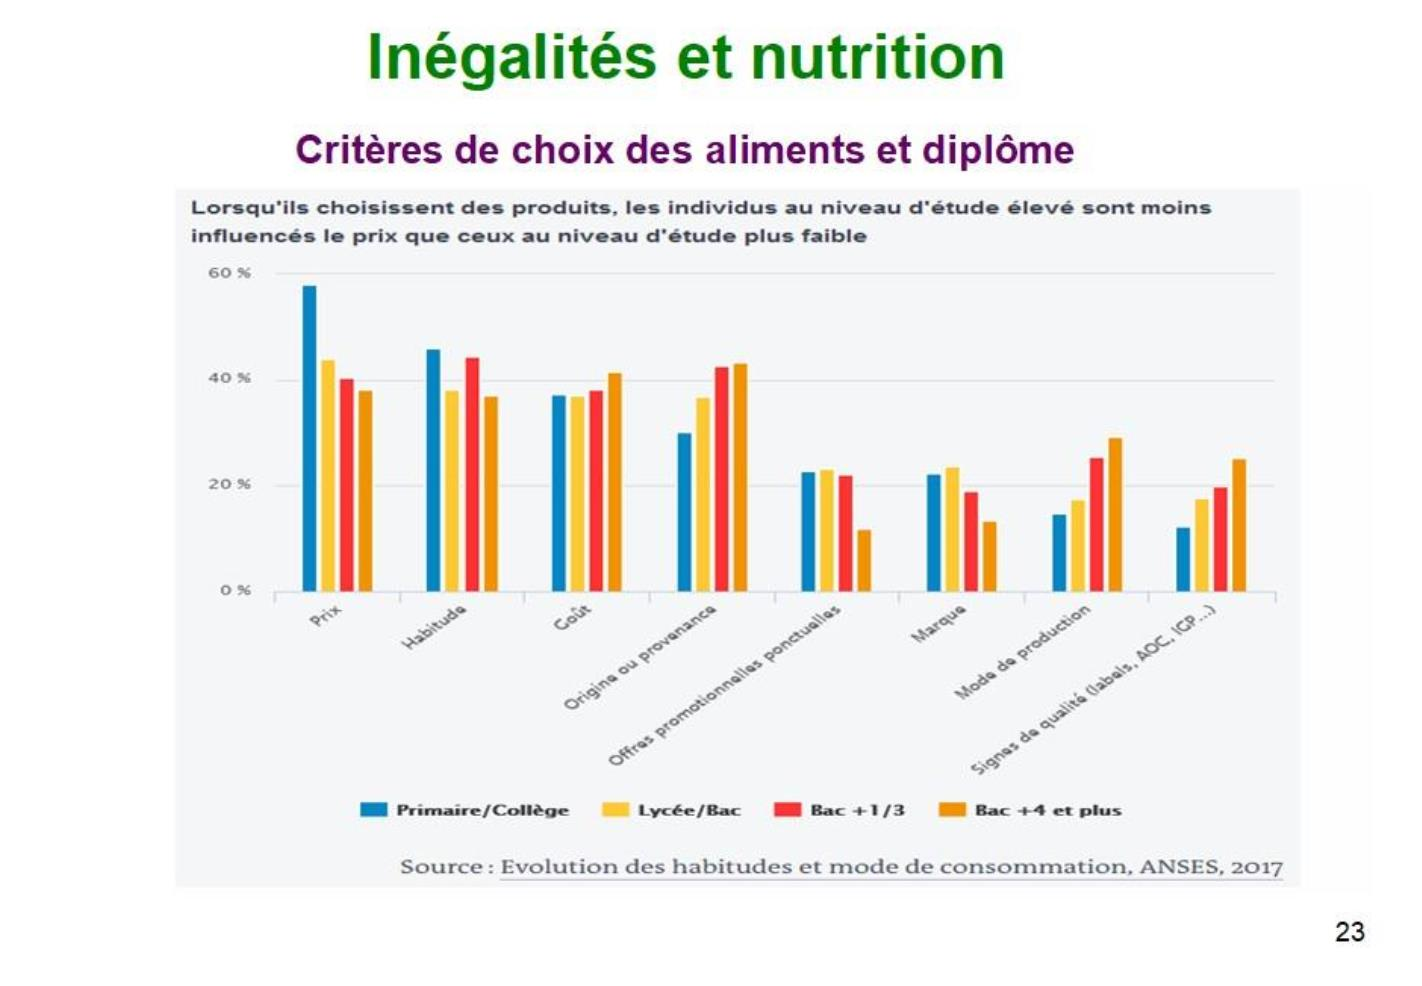 Inégalités et nutrition
Critères de choix des aliments et diplôme
Lorsqu'ils choisissent des produits, les individus au niveau d'étude élevé sont moins
influencés le prix que ceux au niveau d'étude plus faible
60 %
40 %
20 %
0 %
Prix
Habitude
Goût
Origine ou provenance
Offres promotionnelles ponctuelles
Marque
Mode de production
Signes de qualité (labels, AOC, IGP...)
Primaire/Collège
Lycée/Bac
Bac +1/3
Bac +4 et plus
Source : Evolution des habitudes et mode de consommation, ANSES, 2017
23